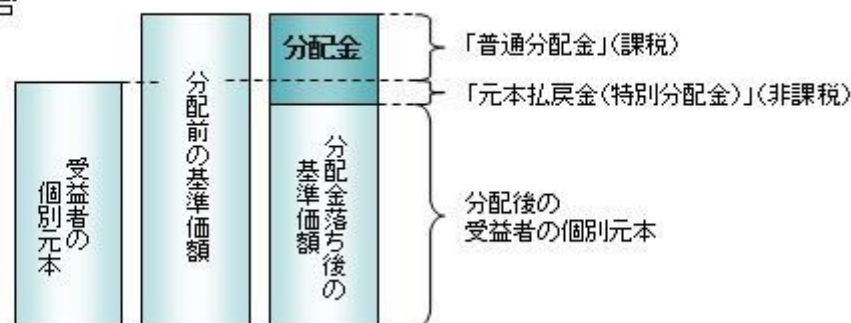 分配金
「普通分配金」(課税)
「元本払戻金(特別分配金)」(非課税)
受益者の
個別元本
分配前の基準価額
分配金落ち後の
基準価額
分配後の
受益者の個別元本